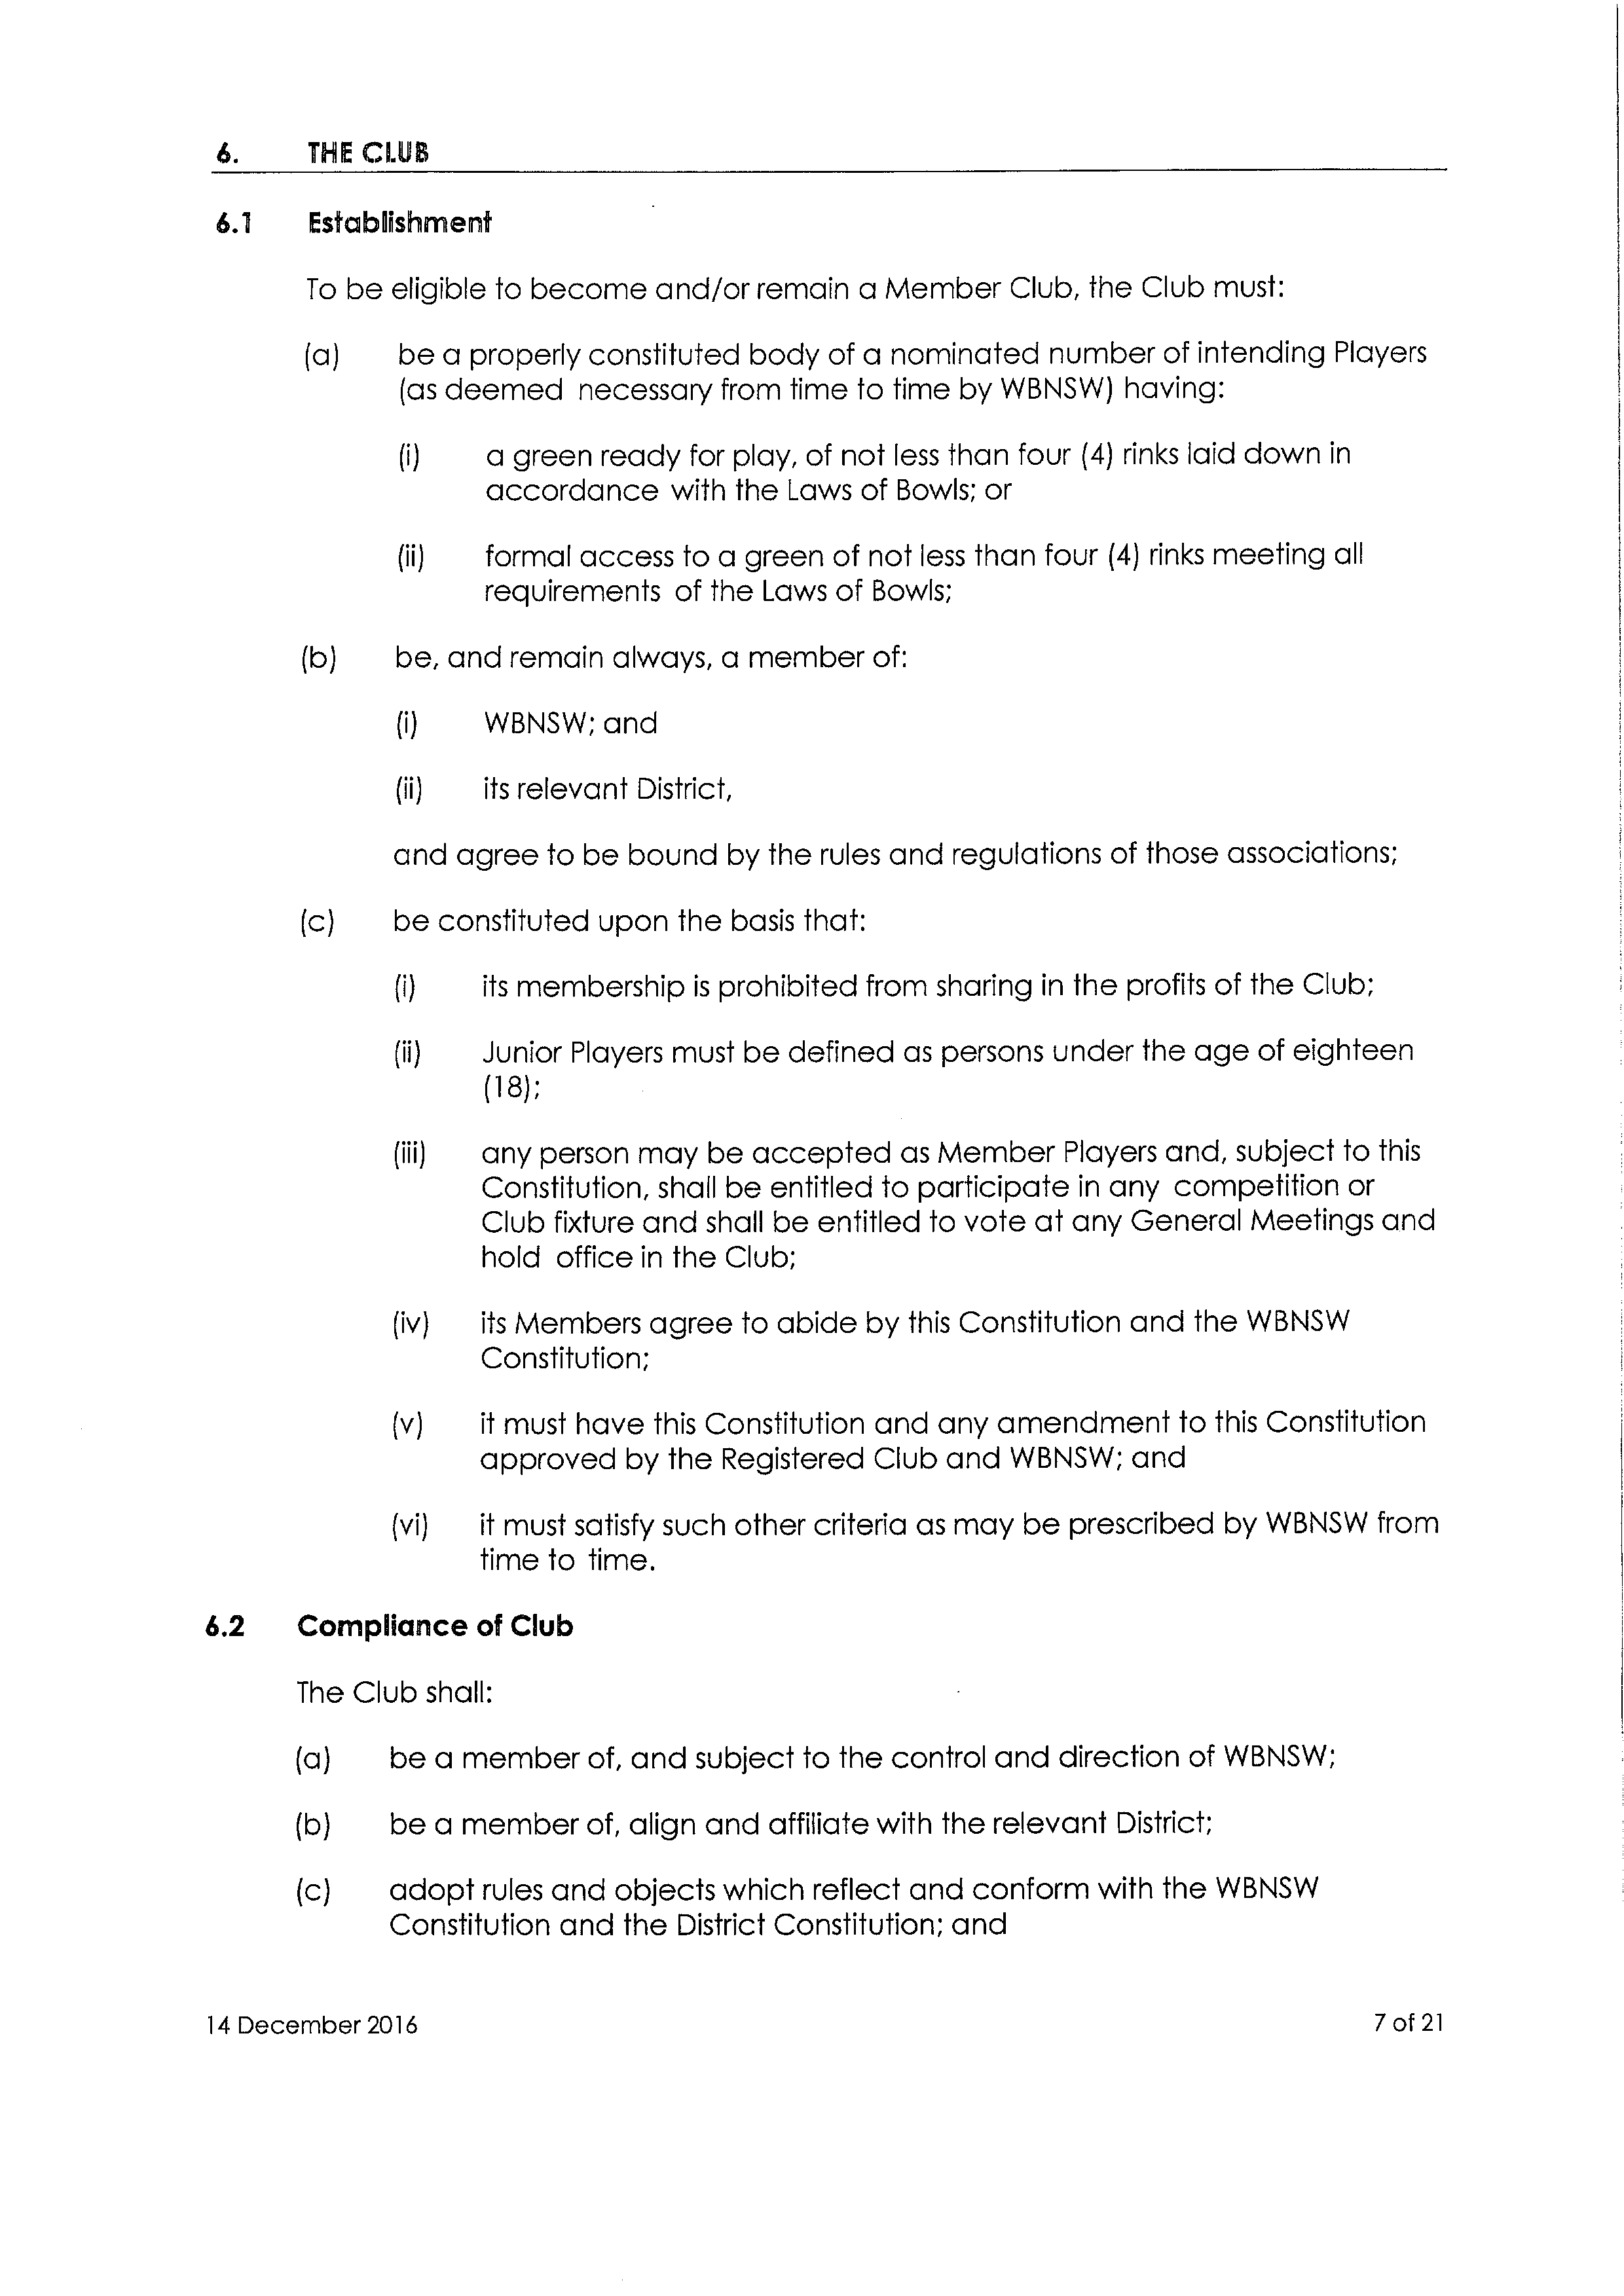 6. THE CLUB
6.1 Establishment
To be eligible to become and/or remain a Member Club, the Club must:
(a) be a properly constituted body of a nominated number of intending Players
(as deemed necessary from time to time by WBNSW) having:
(i) a green ready for play, of not less than four (4) rinks laid down in
accordance with the Laws of Bowls; or
(ii) formal access to a green of not less than four (4) rinks meeting all
requirements of the Laws of Bowls;
(b) be, and remain always, a member of:
(i) WBNSW; and
(ii) its relevant District,
and agree to be bound by the rules and regulations of those associations;
(c) be constituted upon the basis that:
(i) its membership is prohibited from sharing in the profits of the Club;
(ii) Junior Players must be defined as persons under the age of eighteen
(18);
(iii) any person may be accepted as Member Players and, subject to this
Constitution, shall be entitled to participate in any competition or
Club fixture and shall be entitled to vote at any General Meetings and
hold office in the Club;
(iv) its Members agree to abide by this Constitution and the WBNSW
Constitution;
(v) it must have this Constitution and any amendment to this Constitution
approved by the Registered Club and WBNSW; and
(vi) it must satisfy such other criteria as may be prescribed by WBNSW from
time to time.
6.2 Compliance of Club
The Club shall:
(a) be a member of, and subject to the control and direction of WBNSW;
(b) be a member of, align and affiliate with the relevant District;
(c) adopt rules and objects which reflect and conform with the WBNSW
Constitution and the District Constitution; and
14 December 2016 7 of 21